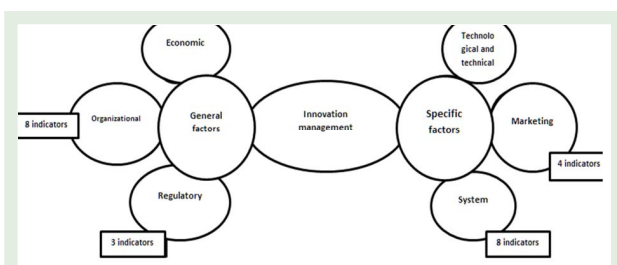 Economic
Technolo
gical and
technical
8 indicators
Organizational
General
factors
Innovation
management
Specific
factors
Marketing
4 indicators
Regulatory
System
3 indicators
8 indicators